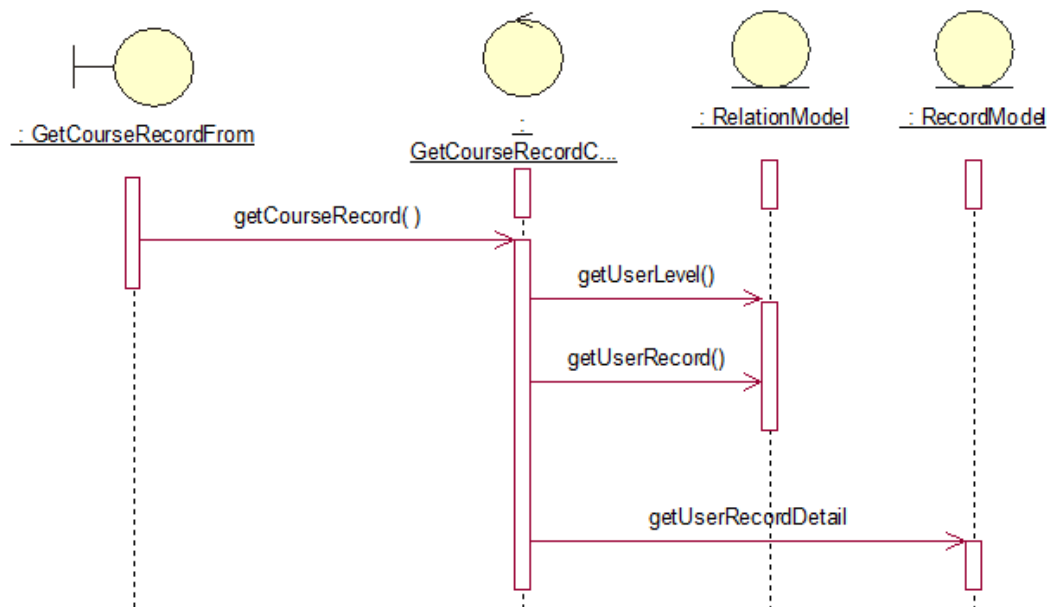 : GetCourseRecordFrom
:
GetCourseRecordC...
: RelationModel
: RecordModel
getCourseRecord( )
getUserLevel()
getUserRecord()
getUserRecordDetail